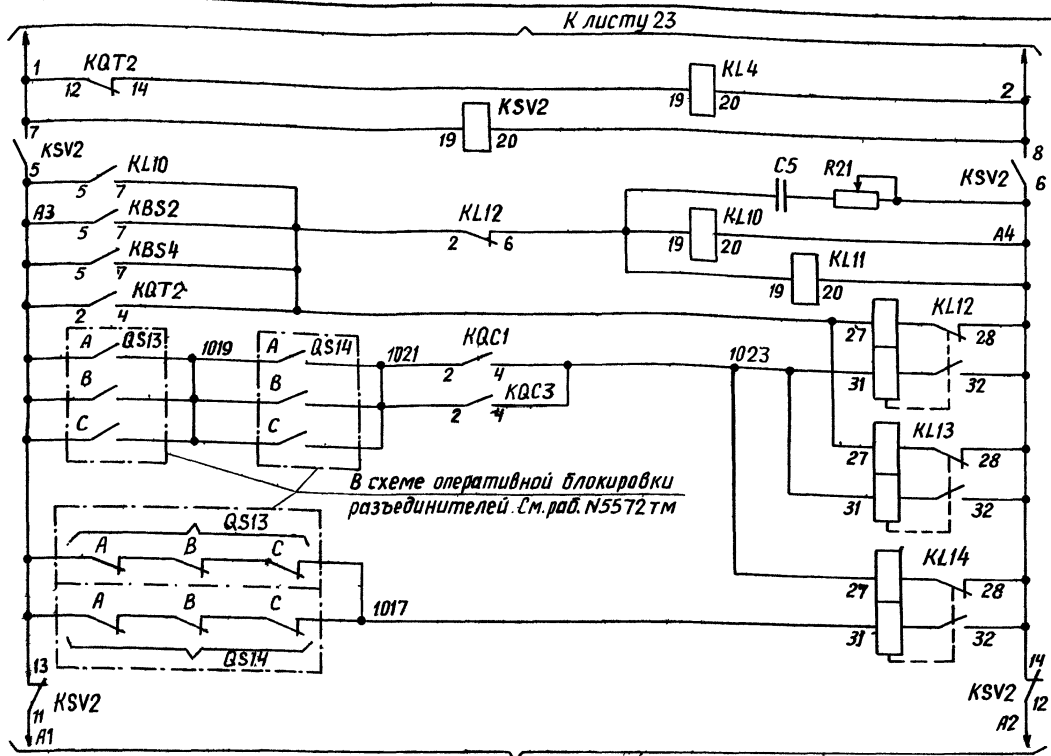 К листу 23
1 KQT2 KL4 2
12 14 19 20
KSV2
7 19 20 8
KSV2 KSV2
5 6
KL10
5 7
C5 R21
A3 KBS2
5 7
KL12
2 6
KL10
19 20
A4
KBS4
5 7
KL11
19 20
KQT2
2 4
KL12
27 28
31 32
A QS13 1019 A QS14 1021 KQC1 1023
2 4
B B KQC3
2 4
C C
KL13
27 28
31 32
В схеме оперативной блокировки
разъединителей. См. раб. N5572 тм
QS13
A B C
KL14
27 28
31 32
A B C 1017
QS14
13 14
KSV2 KSV2
11 12
A1 A2